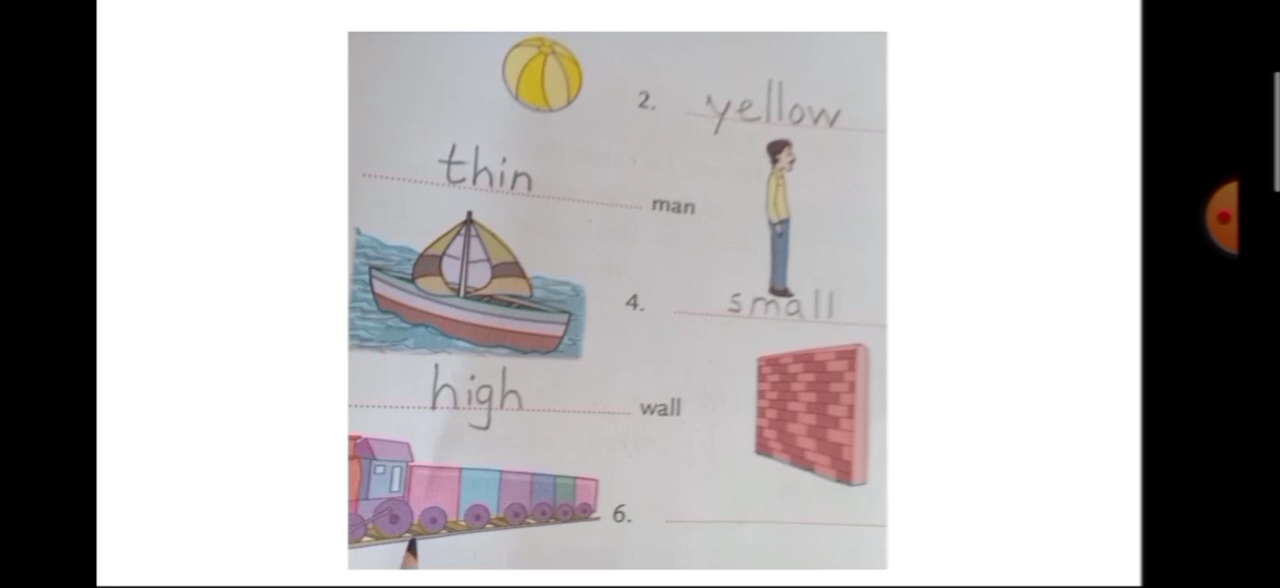 2. yellow
thin man
4. small
high wall
6.